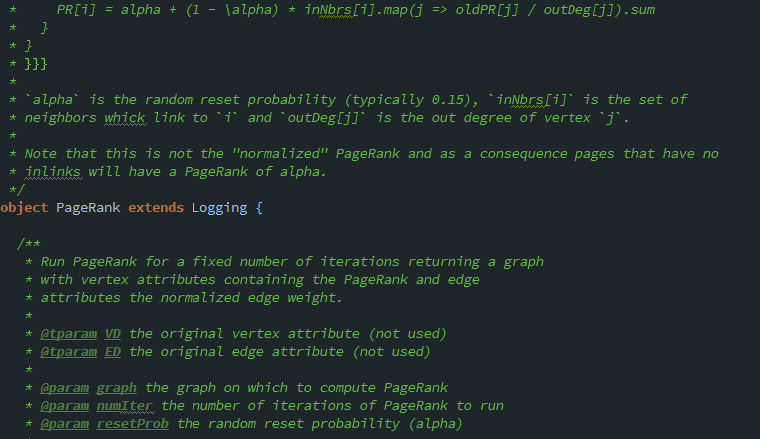 *     PR[i] = alpha + (1 - \alpha) * inNbrs[i].map(j => oldPR[j] / outDeg[j]).sum
*   }
* }
* }}}
*
* `alpha` is the random reset probability (typically 0.15), `inNbrs[i]` is the set of
* neighbors whick link to `i` and `outDeg[j]` is the out degree of vertex `j`.
*
* Note that this is not the "normalized" PageRank and as a consequence pages that have no
* inlinks will have a PageRank of alpha.
*/
object PageRank extends Logging {
/**
* Run PageRank for a fixed number of iterations returning a graph
* with vertex attributes containing the PageRank and edge
* attributes the normalized edge weight.
*
* @tparam VD the original vertex attribute (not used)
* @tparam ED the original edge attribute (not used)
*
* @param graph the graph on which to compute PageRank
* @param numIter the number of iterations of PageRank to run
* @param resetProb the random reset probability (alpha)